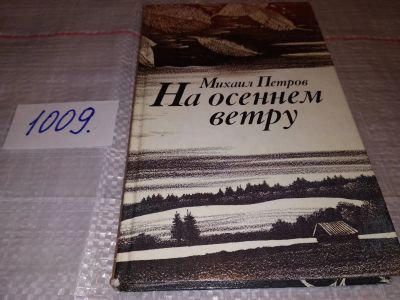 1009.
Михаил Петров
На осеннем
ветру